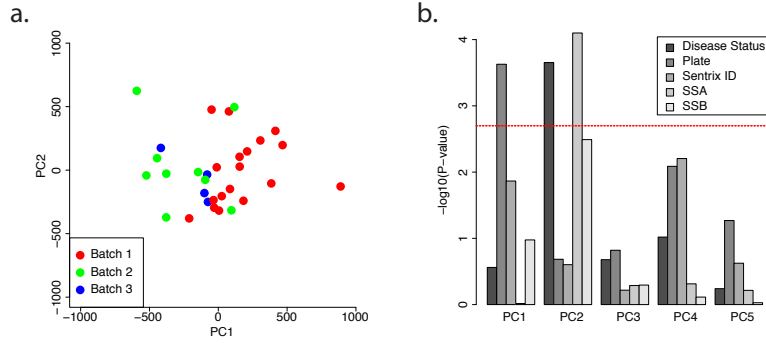 a.
PC2
1000
500
0
−500
−1000
Batch 1
Batch 2
Batch 3
−1000 −500 0 500 1000
PC1
b.
−log10(P−value)
4
3
2
1
0
Disease Status
Plate
Sentrix ID
SSA
SSB
PC1 PC2 PC3 PC4 PC5